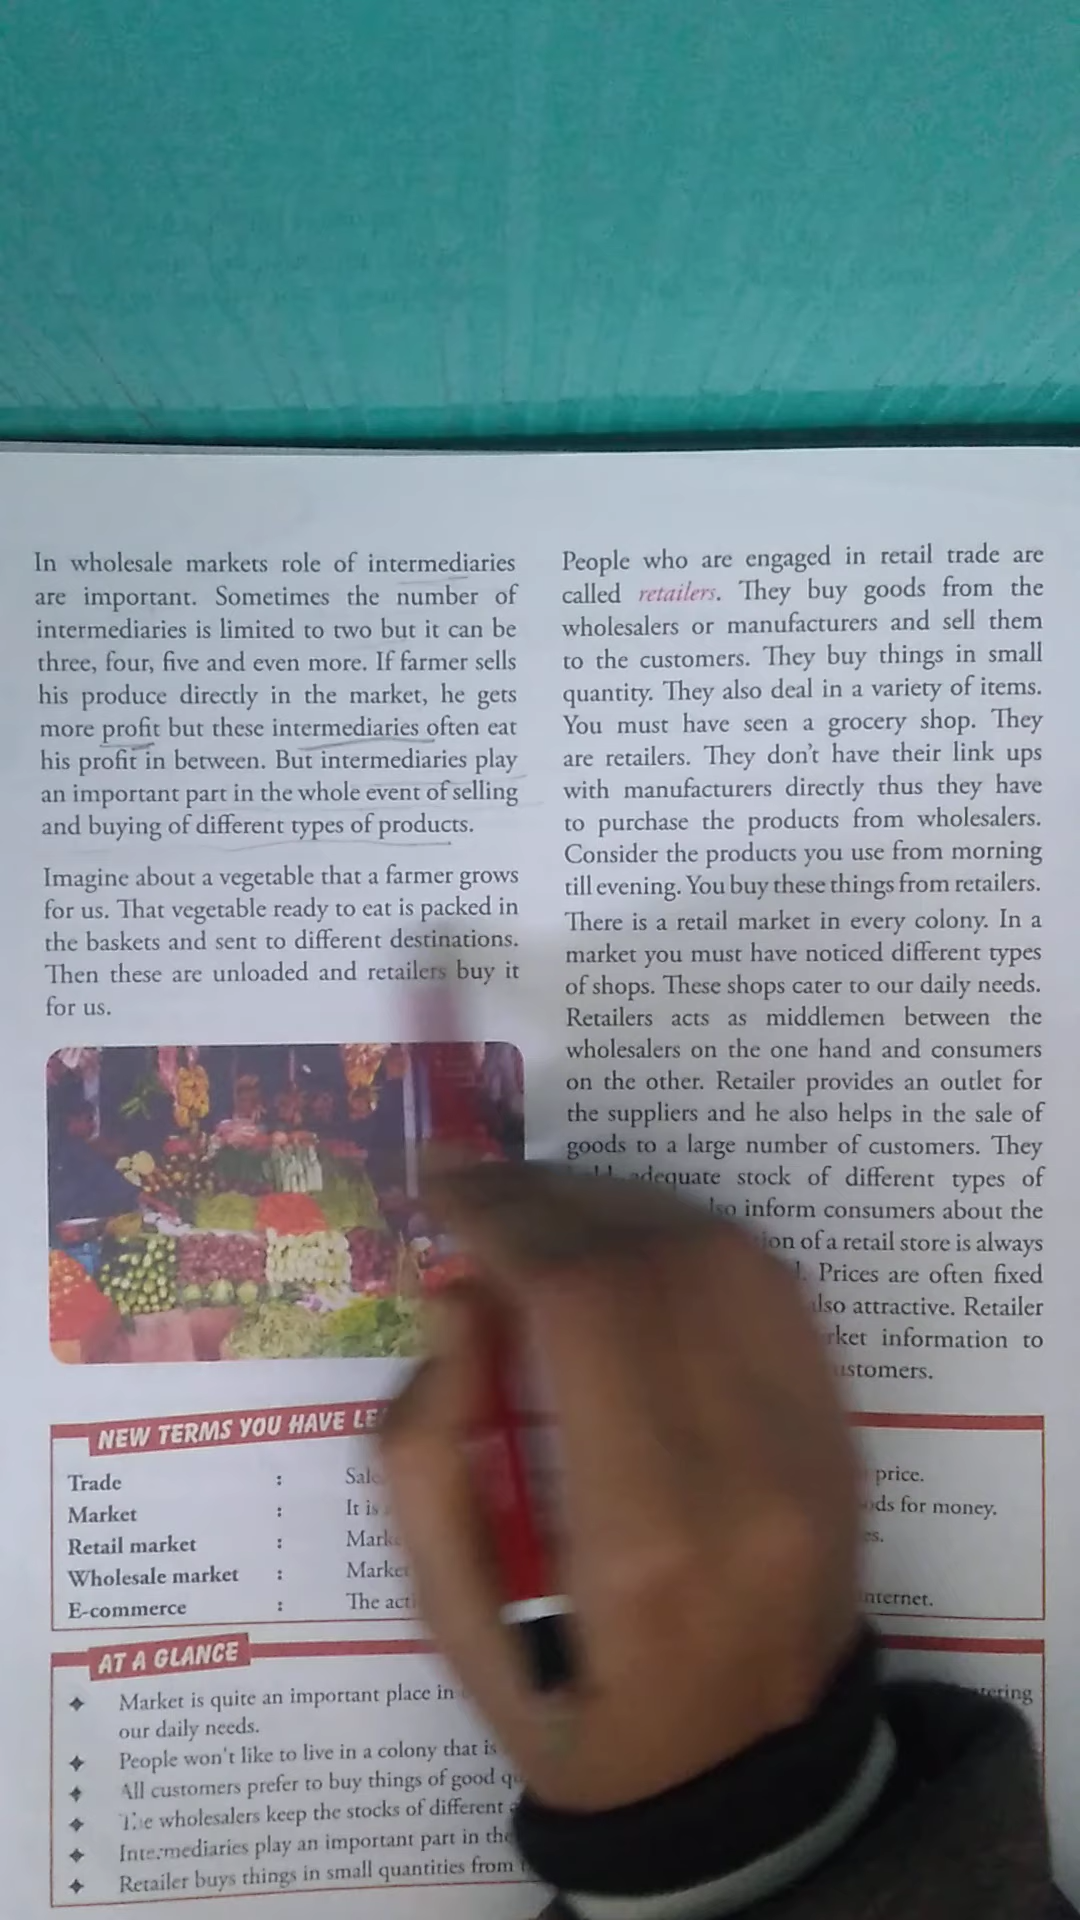 In wholesale markets role of intermediaries
are important. Sometimes the number of
intermediaries is limited to two but it can be
three, four, five and even more. If farmer sells
his produce directly in the market, he gets
more profit but these intermediaries often eat
his profit in between. But intermediaries play
an important part in the whole event of selling
and buying of different types of products.
Imagine about a vegetable that a farmer grows
for us. That vegetable ready to eat is packed in
the baskets and sent to different destinations.
Then these are unloaded and retailers buy it
for us.
People who are engaged in retail trade are
called retailers. They buy goods from the
wholesalers or manufacturers and sell them
to the customers. They buy things in small
quantity. They also deal in a variety of items.
You must have seen a grocery shop. They
are retailers. They don't have their link ups
with manufacturers directly thus they have
to purchase the products from wholesalers.
Consider the products you use from morning
till evening. You buy these things from retailers.
There is a retail market in every colony. In a
market you must have noticed different types
of shops. These shops cater to our daily needs.
Retailers acts as middlemen between the
wholesalers on the one hand and consumers
on the other. Retailer provides an outlet for
the suppliers and he also helps in the sale of
goods to a large number of customers. They
adequate stock of different types of
inform consumers about the
of a retail store is always
Prices are often fixed
also attractive. Retailer
information to
customers.
NEW TERMS YOU HAVE
Trade : price.
Market : It is for money.
Retail market :
Wholesale market :
E-commerce : The internet.
AT A GLANCE
Market is quite an important place in
our daily needs.
People won't like to live in a colony that is
All customers prefer to buy things of good
The wholesalers keep the stocks of different
Intermediaries play an important part in the
Retailer buys things in small quantities from